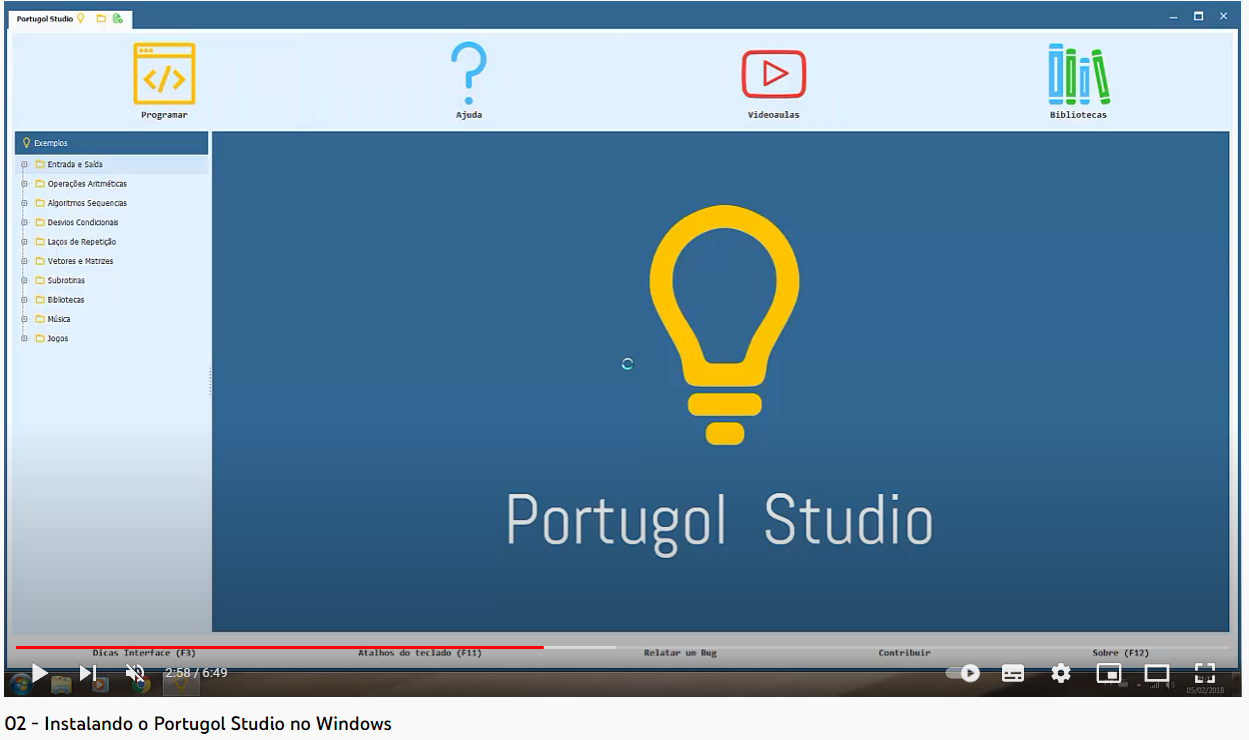 Portugol Studio
Programar
Ajuda
Videoaulas
Bibliotecas
Exemplos
Entrada e Saída
Operações Aritméticas
Algoritmos Sequencias
Desvios Condicionais
Laços de Repetição
Vetores e Matrizes
Subrotinas
Bibliotecas
Música
Jogos
Portugol Studio
Dicas Interface (F3)
Atalhos do teclado (F11)
Relatar um Bug
Contribuir
Sobre (F12)
2:58 / 6:49
05/02/2018
02 - Instalando o Portugol Studio no Windows